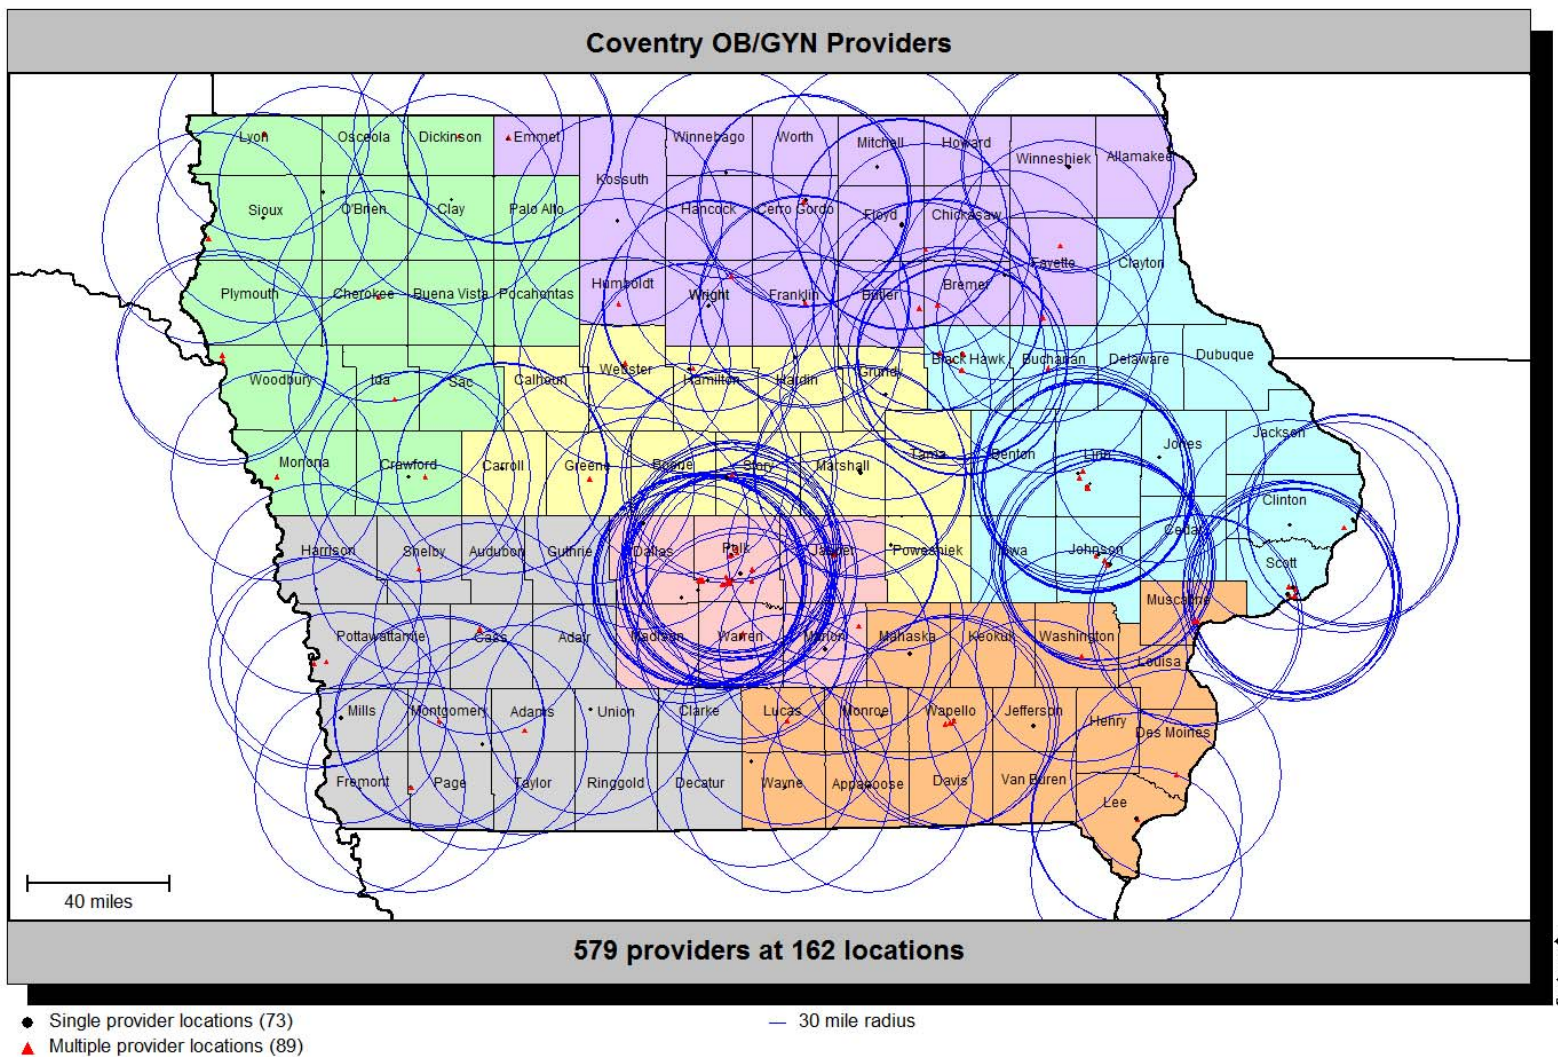 Coventry OB/GYN Providers
Lyon Osceola Dickinson Emmet Winnebago Worth Mitchell Howard Winneshiek Allamakee
Kossuth
Sioux O'Brien Clay Palo Alto Hancock Cerro Gordo Floyd Chickasaw
Fayette Clayton
Plymouth Cherokee Buena Vista Pocahontas Humboldt Wright Franklin Butler Bremer
Woodbury Ida Sac Calhoun Webster Hamilton Hardin Grundy Black Hawk Buchanan Delaware Dubuque
Monona Crawford Carroll Greene Boone Story Marshall Tama Benton Linn Jones Jackson
Clinton
Harrison Shelby Audubon Guthrie Dallas Polk Jasper Poweshiek Iowa Johnson Cedar
Scott
Muscatine
Pottawattamie Cass Adair Madison Warren Marion Mahaska Keokuk Washington
Louisa
Mills Montgomery Adams Union Clarke Lucas Monroe Wapello Jefferson Henry
Des Moines
Fremont Page Taylor Ringgold Decatur Wayne Appanoose Davis Van Buren
Lee
40 miles
579 providers at 162 locations
Single provider locations (73)
30 mile radius
Multiple provider locations (89)